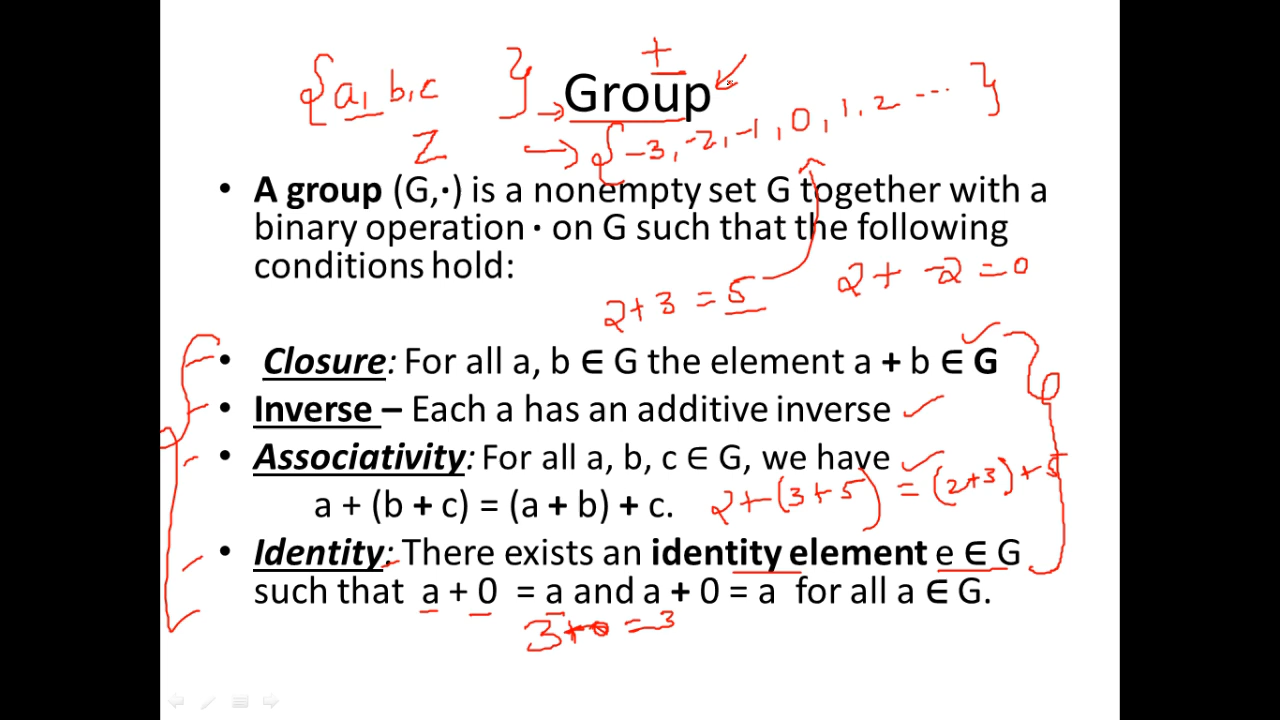 +
{a, b, c } → Group
Z → {-3, -2, -1, 0, 1, 2 ... }
• A group (G,·) is a nonempty set G together with a
binary operation · on G such that the following
conditions hold:
2 + -2 = 0
2 + 3 = 5
• Closure: For all a, b ∈ G the element a + b ∈ G
• Inverse – Each a has an additive inverse
• Associativity: For all a, b, c ∈ G, we have
a + (b + c) = (a + b) + c.
2 + (3 + 5) = (2+3) + 5
• Identity: There exists an identity element e ∈ G
such that a + 0 = a and a + 0 = a for all a ∈ G.
3+0 = 3